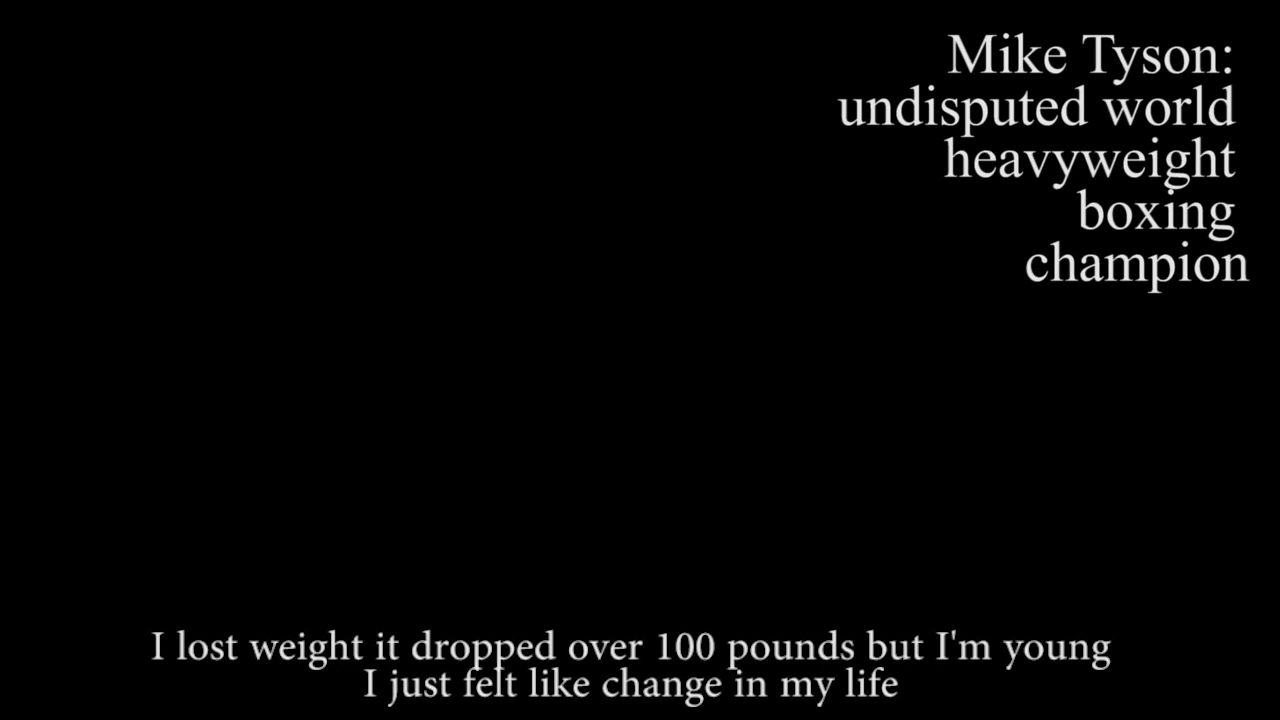 Mike Tyson:
undisputed world
heavyweight
boxing
champion
I lost weight it dropped over 100 pounds but I'm young
I just felt like change in my life